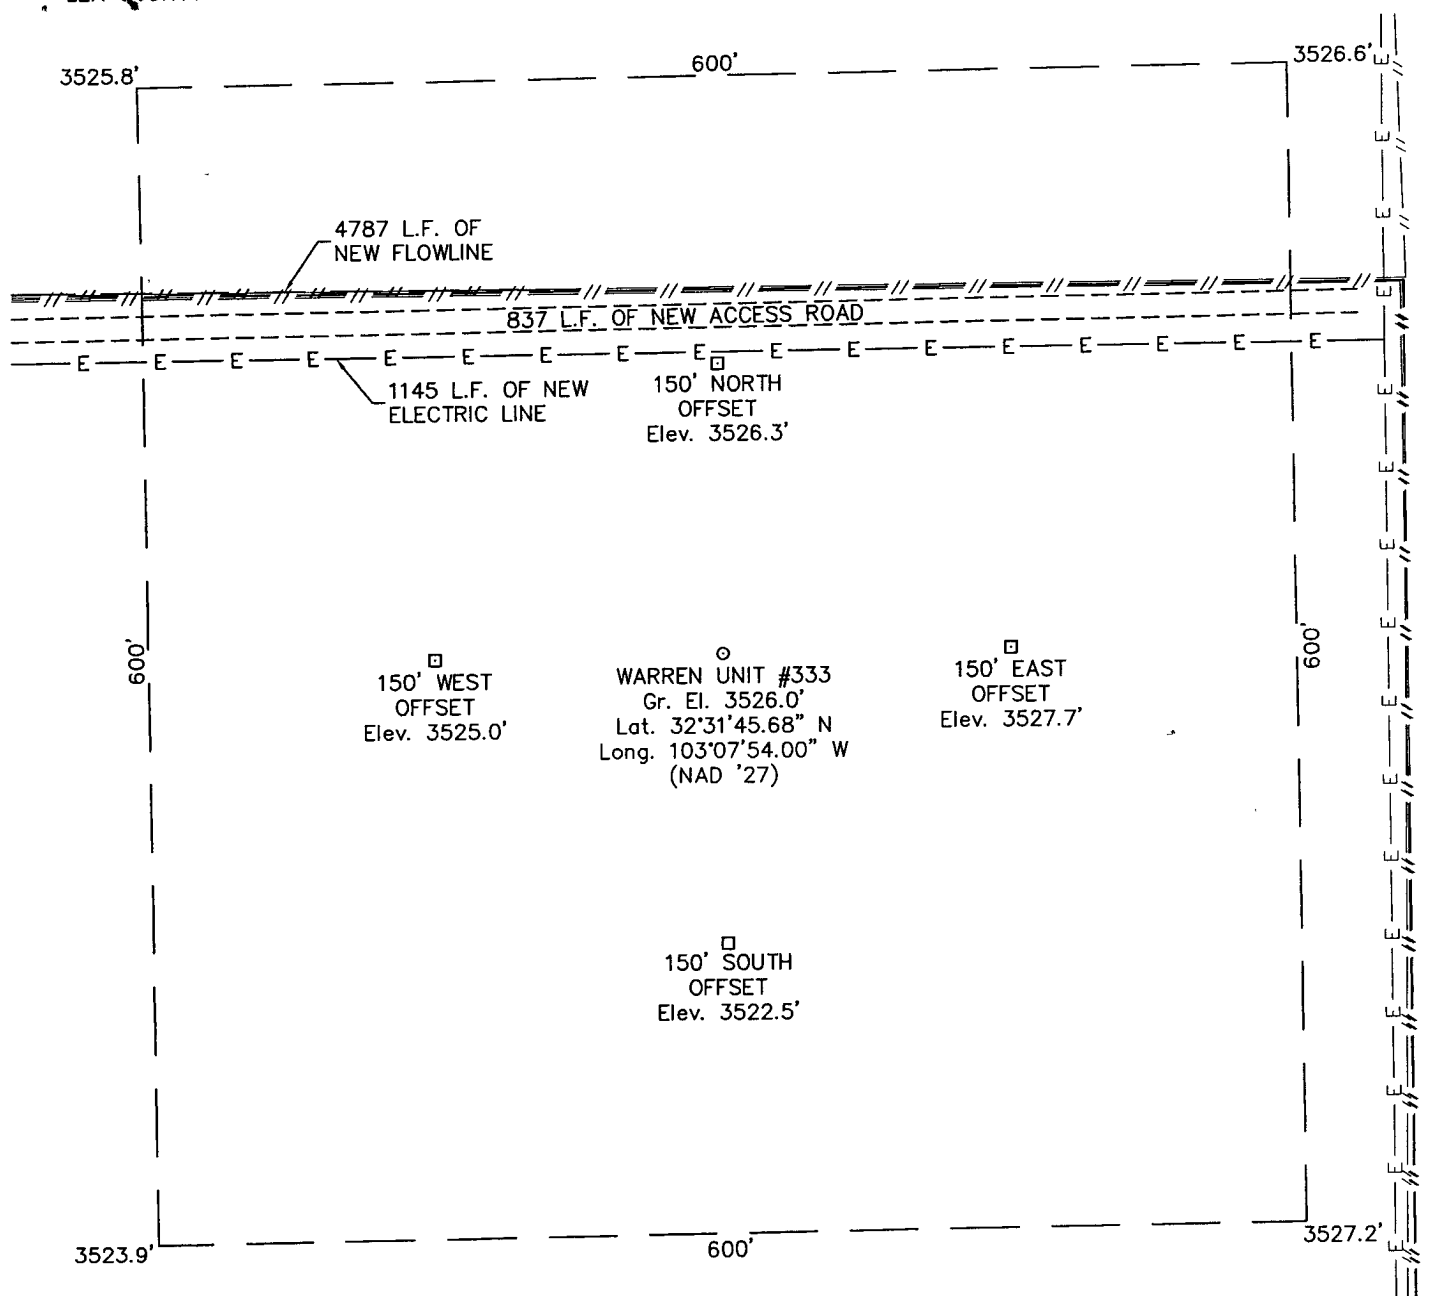 600'
3526.6'
3525.8'
4787 L.F. OF
NEW FLOWLINE
837 L.F. OF NEW ACCESS ROAD
E E E E E E E E E E E E E E E E E
1145 L.F. OF NEW
ELECTRIC LINE
150' NORTH
OFFSET
Elev. 3526.3'
600'
600'
150' WEST
OFFSET
Elev. 3525.0'
WARREN UNIT #333
Gr. El. 3526.0'
Lat. 32°31'45.68" N
Long. 103°07'54.00" W
(NAD '27)
150' EAST
OFFSET
Elev. 3527.7'
150' SOUTH
OFFSET
Elev. 3522.5'
3523.9'
600'
3527.2'